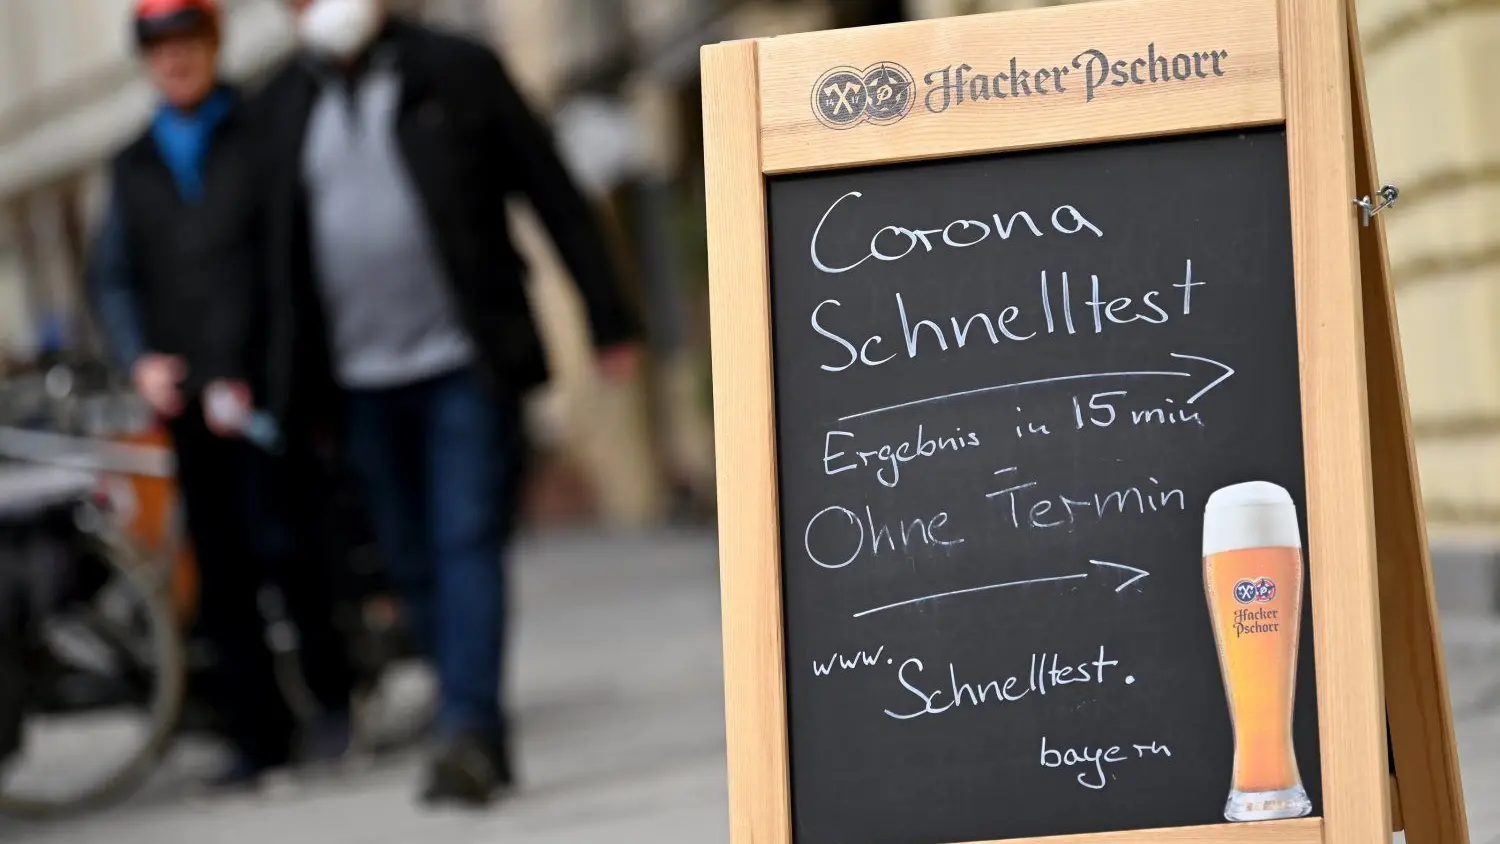 Hacker Pschorr
Corona
Schnelltest
Ergebnis in 15 min
Ohne Termin
www.
Schnelltest.
bayern
Hacker
Pschorr